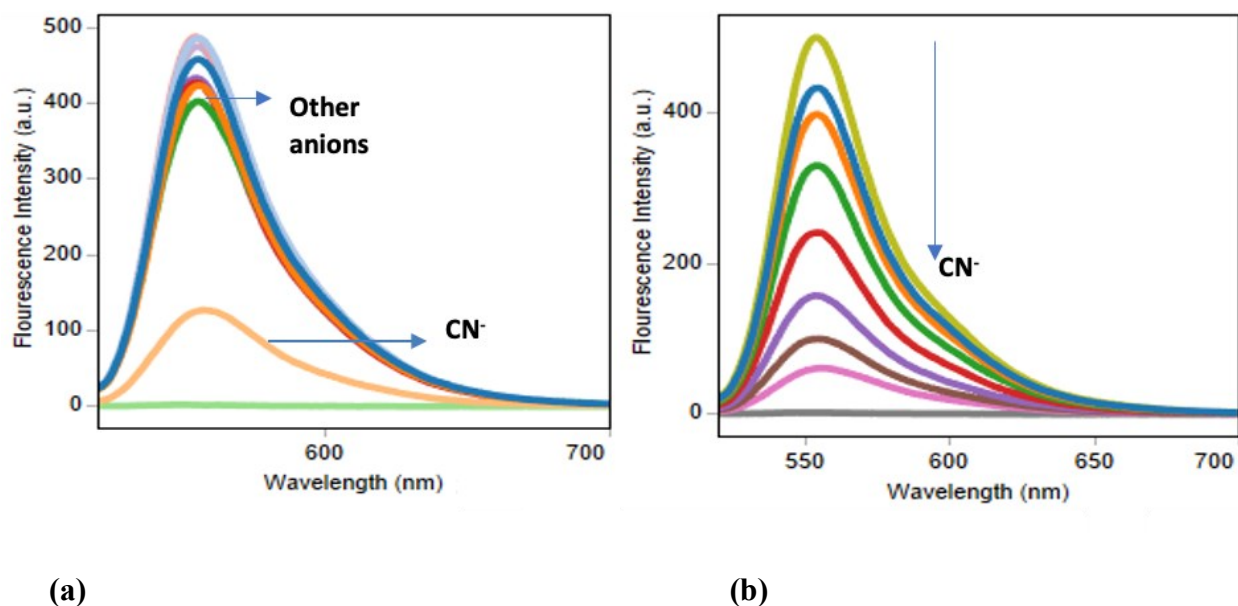 500
400
300
200
100
0
Flourescence Intensity (a.u.)
Other
anions
CN-
600
700
Wavelength (nm)
400
200
0
Flourescence Intensity (a.u.)
CN-
550
600
650
700
Wavelength (nm)
(a)
(b)